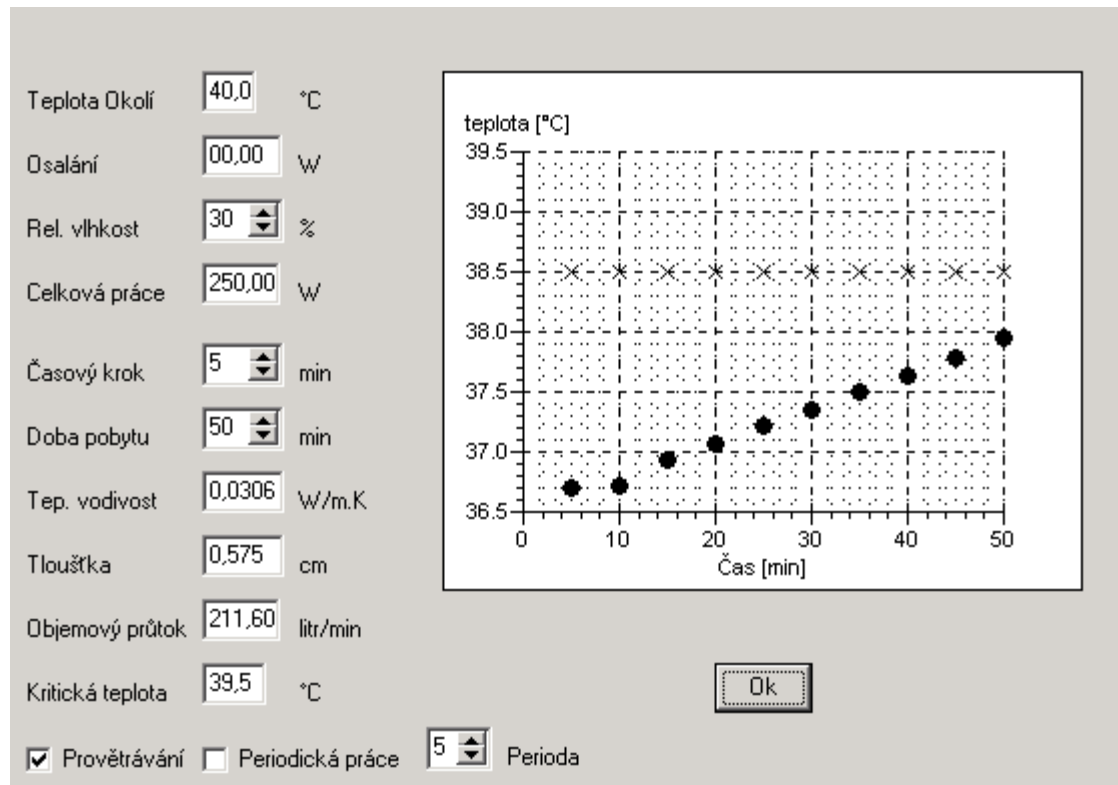 Teplota Okolí 40,0 °C
Osalání 00,00 W
Rel. vlhkost 30 %
Celková práce 250,00 W
Časový krok 5 min
Doba pobytu 50 min
Tep. vodivost 0,0306 W/m.K
Tloušťka 0,575 cm
Objemový průtok 211,60 litr/min
Kritická teplota 39,5 °C
Provětrávání Periodická práce 5 Perioda
teplota [°C]
39.5
39.0
38.5
38.0
37.5
37.0
36.5
0 10 20 30 40 50
Čas [min]
Ok